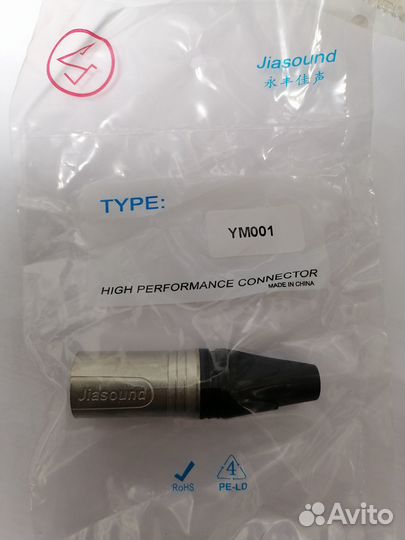 Jiasound
永丰佳声
TYPE:
YM001
HIGH PERFORMANCE CONNECTOR
MADE IN CHINA
Jiasound
RoHS
4
PE-LD
Avito